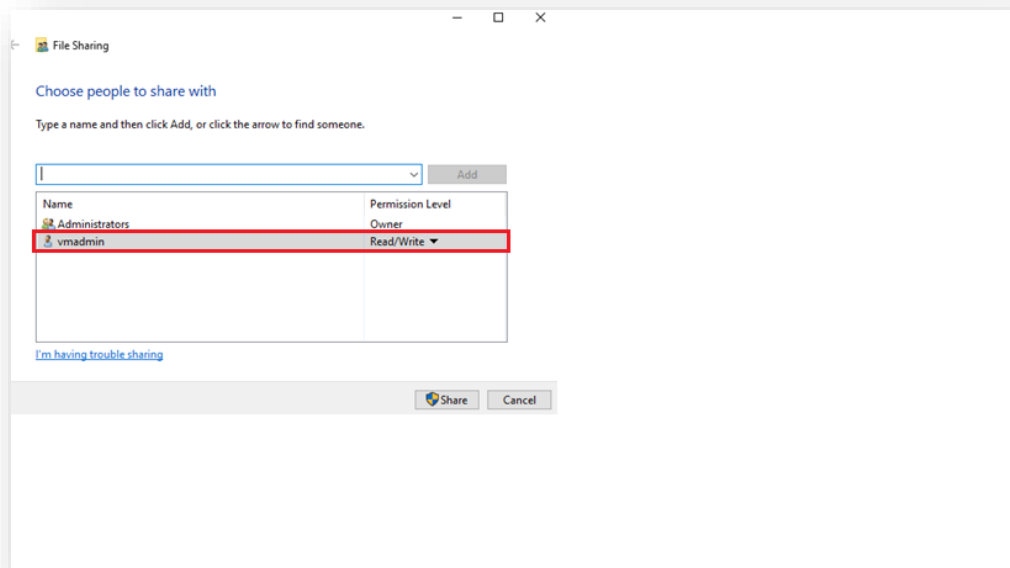 File Sharing
Choose people to share with
Type a name and then click Add, or click the arrow to find someone.
Add
Name Permission Level
Administrators Owner
vmadmin Read/Write
I'm having trouble sharing
Share Cancel